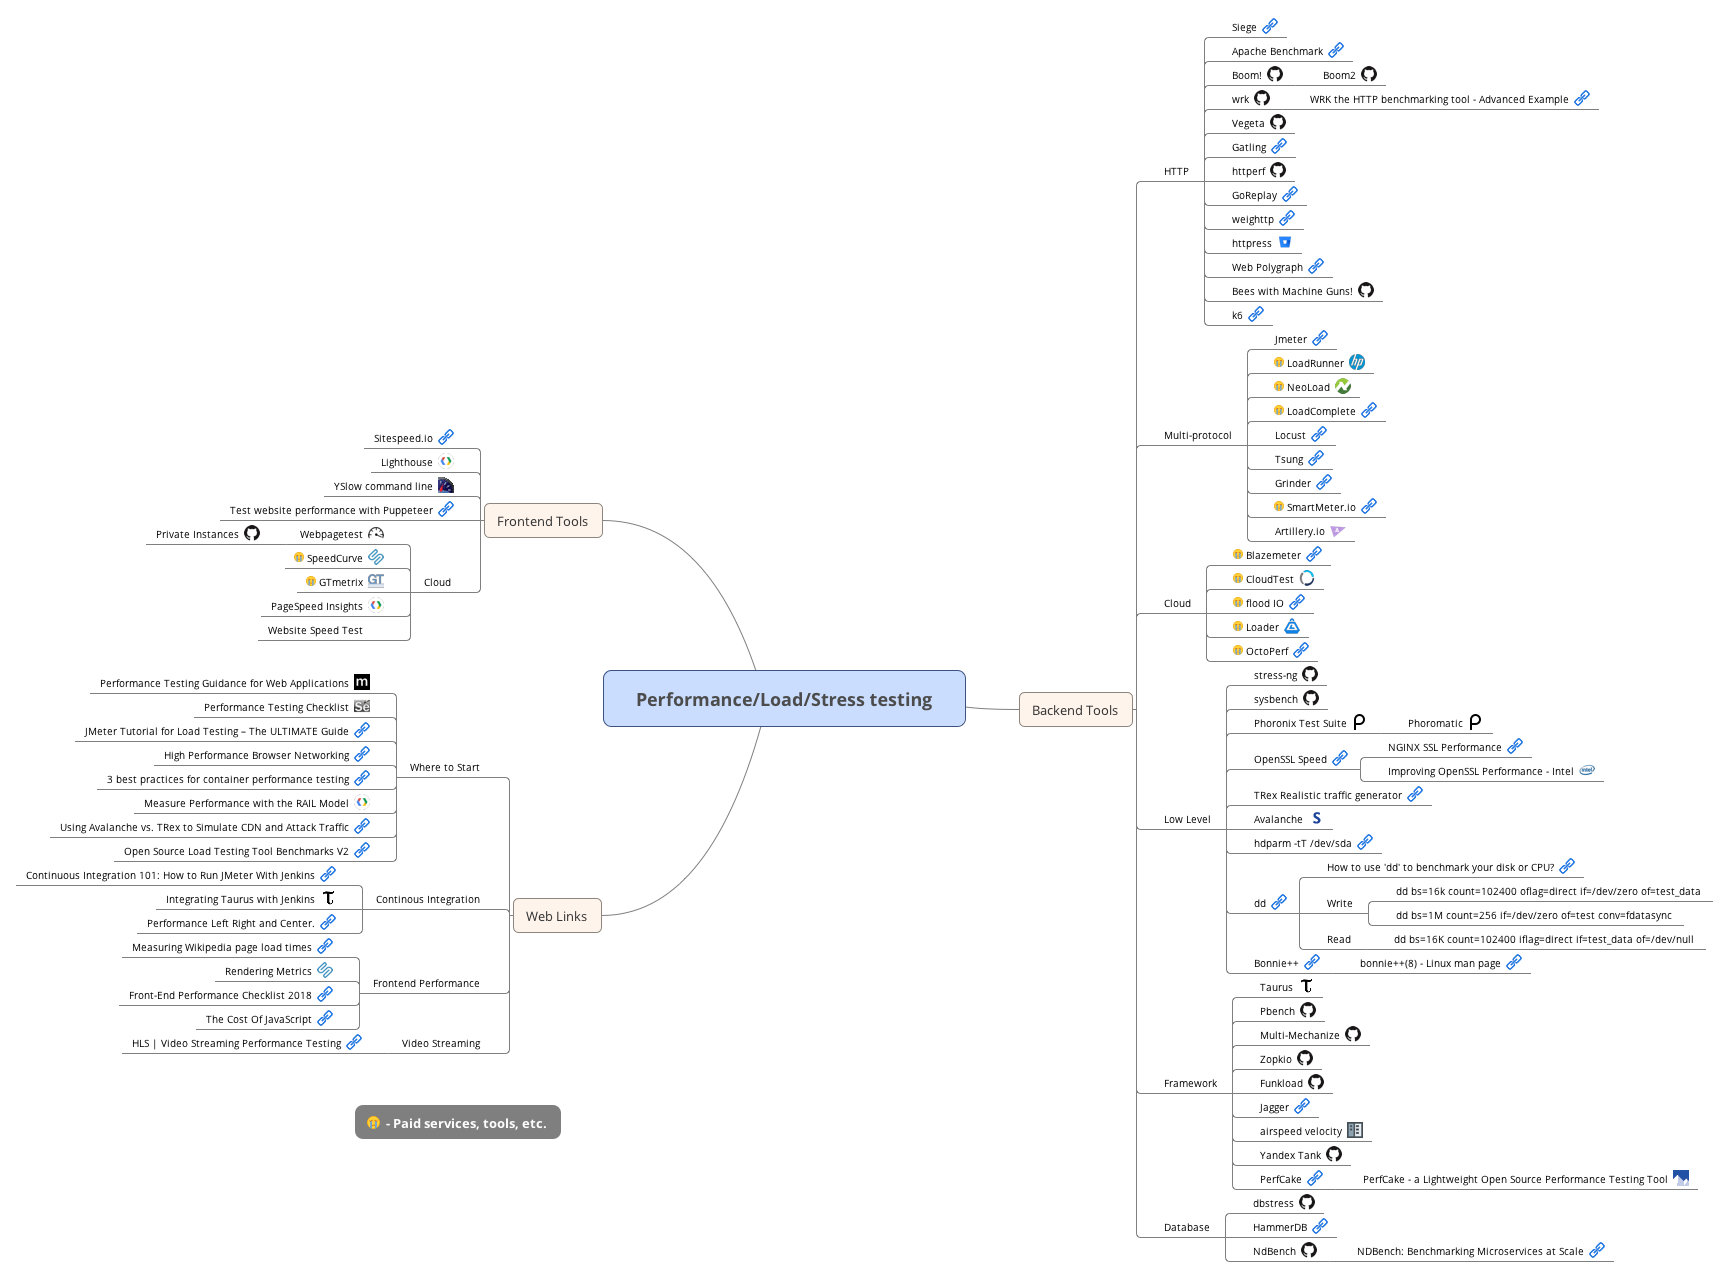 Performance/Load/Stress testing
Frontend Tools
Sitespeed.io
Lighthouse
YSlow command line
Test website performance with Puppeteer
Cloud
Private Instances Webpagetest
SpeedCurve
GTmetrix
GT
PageSpeed Insights
Website Speed Test
Web Links
Where to Start
Performance Testing Guidance for Web Applications
m
Performance Testing Checklist
Se
JMeter Tutorial for Load Testing – The ULTIMATE Guide
High Performance Browser Networking
3 best practices for container performance testing
Measure Performance with the RAIL Model
Using Avalanche vs. TRex to Simulate CDN and Attack Traffic
Open Source Load Testing Tool Benchmarks V2
Continous Integration
Continuous Integration 101: How to Run JMeter With Jenkins
Integrating Taurus with Jenkins
Performance Left Right and Center.
Frontend Performance
Measuring Wikipedia page load times
Rendering Metrics
Front-End Performance Checklist 2018
The Cost Of JavaScript
Video Streaming
HLS | Video Streaming Performance Testing
- Paid services, tools, etc.
Backend Tools
HTTP
Siege
Apache Benchmark
Boom! Boom2
wrk WRK the HTTP benchmarking tool - Advanced Example
Vegeta
Gatling
httperf
GoReplay
weighttp
httpress
Web Polygraph
Bees with Machine Guns!
k6
Multi-protocol
Jmeter
LoadRunner
hp
NeoLoad
LoadComplete
Locust
Tsung
Grinder
SmartMeter.io
Artillery.io
Cloud
Blazemeter
CloudTest
flood IO
Loader
OctoPerf
Low Level
stress-ng
sysbench
Phoronix Test Suite Phoromatic
OpenSSL Speed
NGINX SSL Performance
Improving OpenSSL Performance - Intel
intel
TRex Realistic traffic generator
Avalanche
S
hdparm -tT /dev/sda
dd
How to use 'dd' to benchmark your disk or CPU?
Write
dd bs=16k count=102400 oflag=direct if=/dev/zero of=test_data
dd bs=1M count=256 if=/dev/zero of=test conv=fdatasync
Read dd bs=16K count=102400 iflag=direct if=test_data of=/dev/null
Bonnie++ bonnie++(8) - Linux man page
Framework
Taurus
Pbench
Multi-Mechanize
Zopkio
Funkload
Jagger
airspeed velocity
Yandex Tank
PerfCake PerfCake - a Lightweight Open Source Performance Testing Tool
Database
dbstress
HammerDB
NdBench NDBench: Benchmarking Microservices at Scale